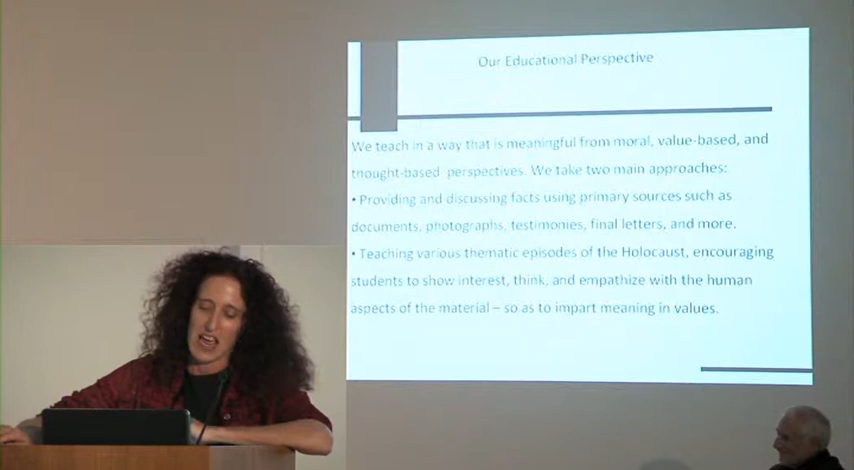 Our Educational Perspective
We teach in a way that is meaningful from moral, value-based, and
thought-based perspectives. We take two main approaches:
• Providing and discussing facts using primary sources such as
documents, photographs, testimonies, final letters, and more.
• Teaching various thematic episodes of the Holocaust, encouraging
students to show interest, think, and empathize with the human
aspects of the material – so as to impart meaning in values.